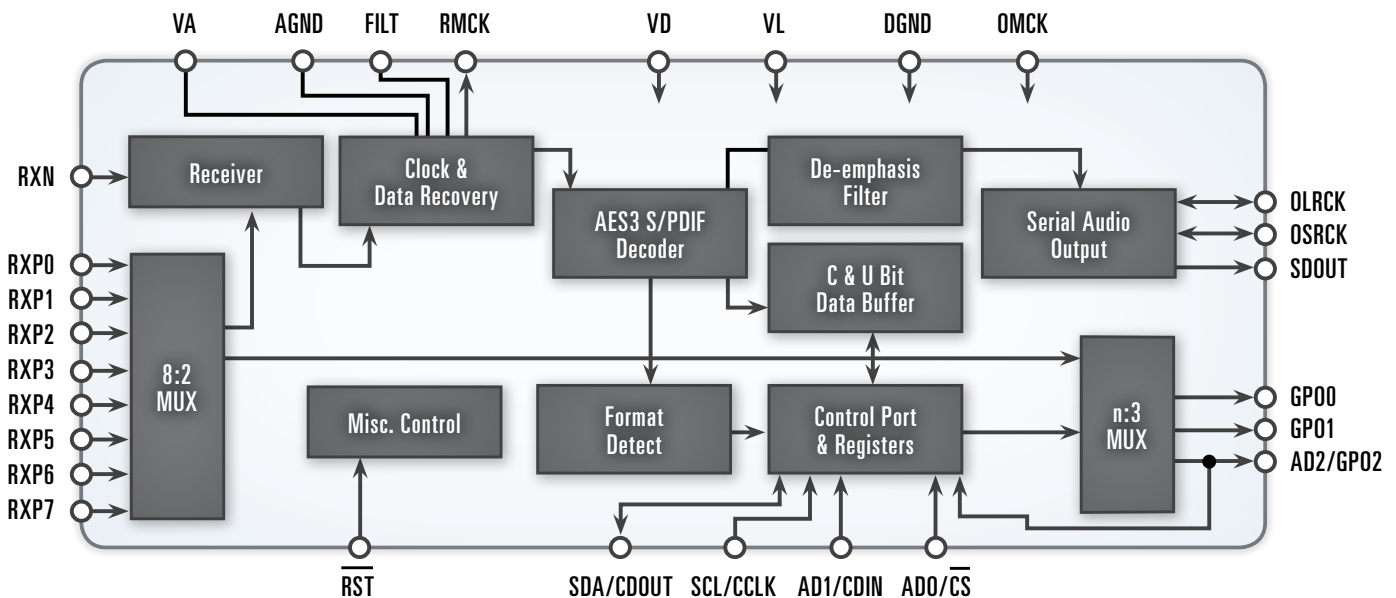 VA
AGND
FILT
RMCK
VD
VL
DGND
OMCK
RXN
Receiver
Clock &
Data Recovery
AES3 S/PDIF
Decoder
De-emphasis
Filter
Serial Audio
Output
OLRCK
OSRCK
SDOUT
RXP0
RXP1
RXP2
RXP3
RXP4
RXP5
RXP6
RXP7
8:2
MUX
C & U Bit
Data Buffer
Misc. Control
Format
Detect
Control Port
& Registers
n:3
MUX
GPO0
GPO1
AD2/GPO2
RST
SDA/CDOUT
SCL/CCLK
AD1/CDIN
AD0/CS